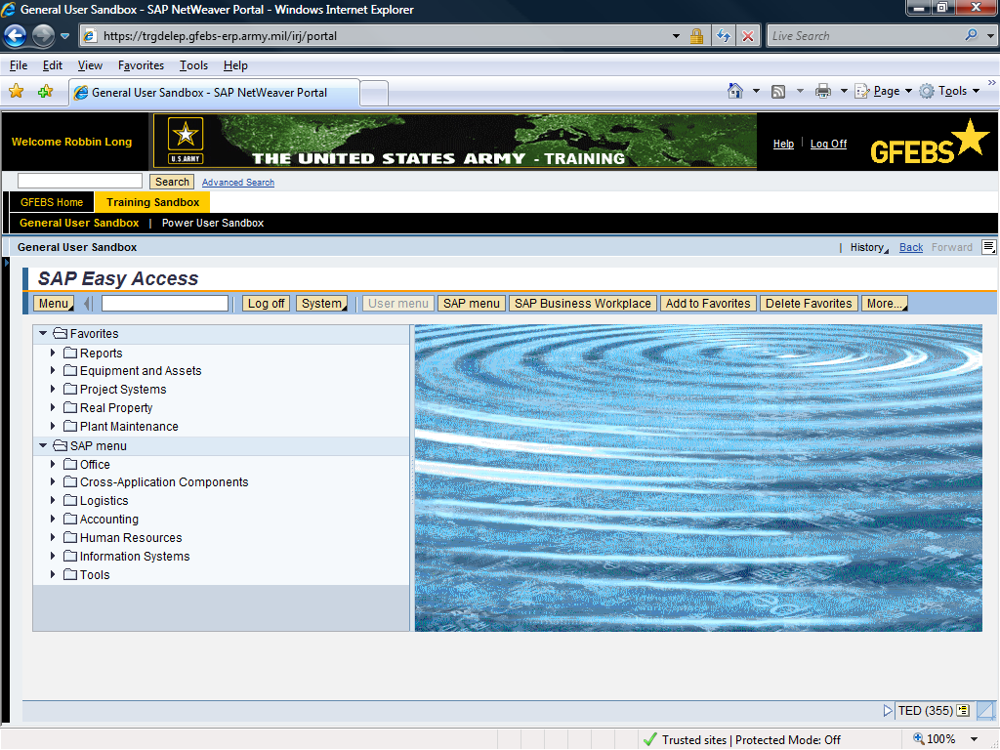 General User Sandbox - SAP NetWeaver Portal - Windows Internet Explorer
https://trgdelep.gfebs-erp.army.mil/irj/portal
Live Search
File Edit View Favorites Tools Help
General User Sandbox - SAP NetWeaver Portal
Page Tools
Welcome Robbin Long
U.S. ARMY
THE UNITED STATES ARMY - TRAINING
Help Log Off
GFEBS
Search Advanced Search
GFEBS Home Training Sandbox
General User Sandbox | Power User Sandbox
General User Sandbox
History Back Forward
SAP Easy Access
Menu Log off System User menu SAP menu SAP Business Workplace Add to Favorites Delete Favorites More...
Favorites
Reports
Equipment and Assets
Project Systems
Real Property
Plant Maintenance
SAP menu
Office
Cross-Application Components
Logistics
Accounting
Human Resources
Information Systems
Tools
TED (355)
Trusted sites | Protected Mode: Off
100%